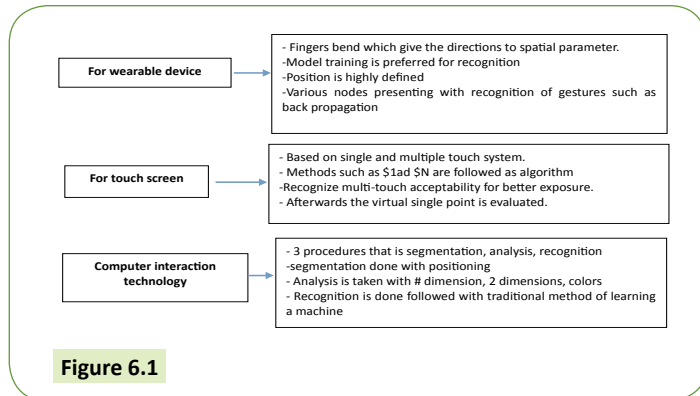 For wearable device
- Fingers bend which give the directions to spatial parameter.
-Model training is preferred for recognition
-Position is highly defined
-Various nodes presenting with recognition of gestures such as
back propagation
For touch screen
- Based on single and multiple touch system.
- Methods such as $1ad $N are followed as algorithm
-Recognize multi-touch acceptability for better exposure.
- Afterwards the virtual single point is evaluated.
Computer interaction
technology
- 3 procedures that is segmentation, analysis, recognition
-segmentation done with positioning
- Analysis is taken with # dimension, 2 dimensions, colors
- Recognition is done followed with traditional method of learning
a machine
Figure 6.1